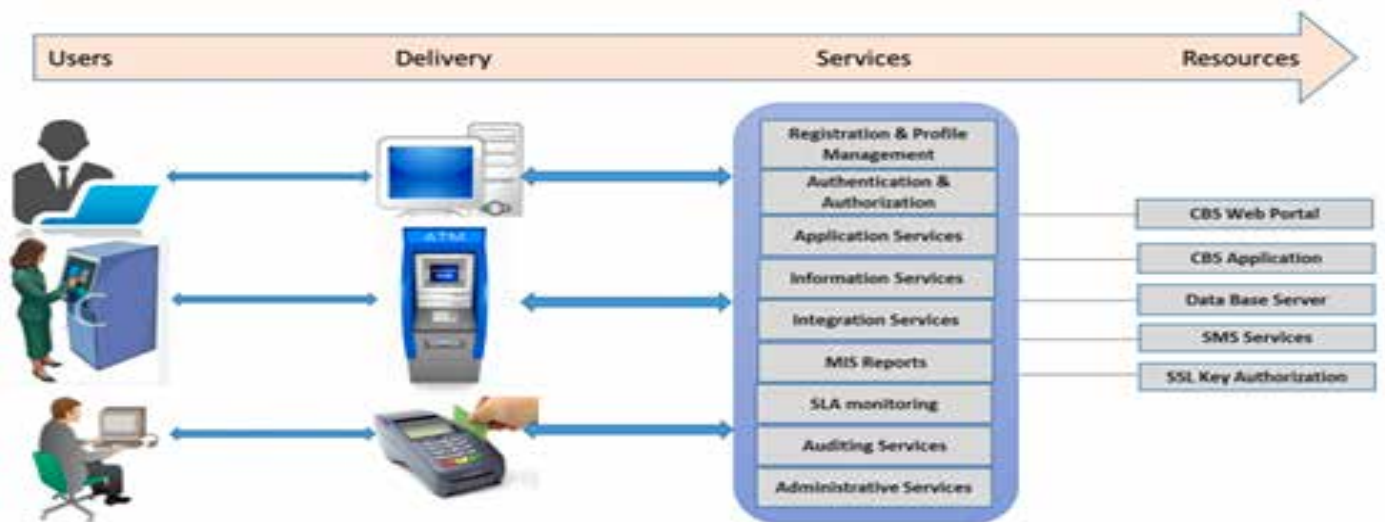 Users
Delivery
Services
Resources
ATM
Registration & Profile
Management
Authentication &
Authorization
Application Services
Information Services
Integration Services
MIS Reports
SLA monitoring
Auditing Services
Administrative Services
CBS Web Portal
CBS Application
Data Base Server
SMS Services
SSL Key Authorization